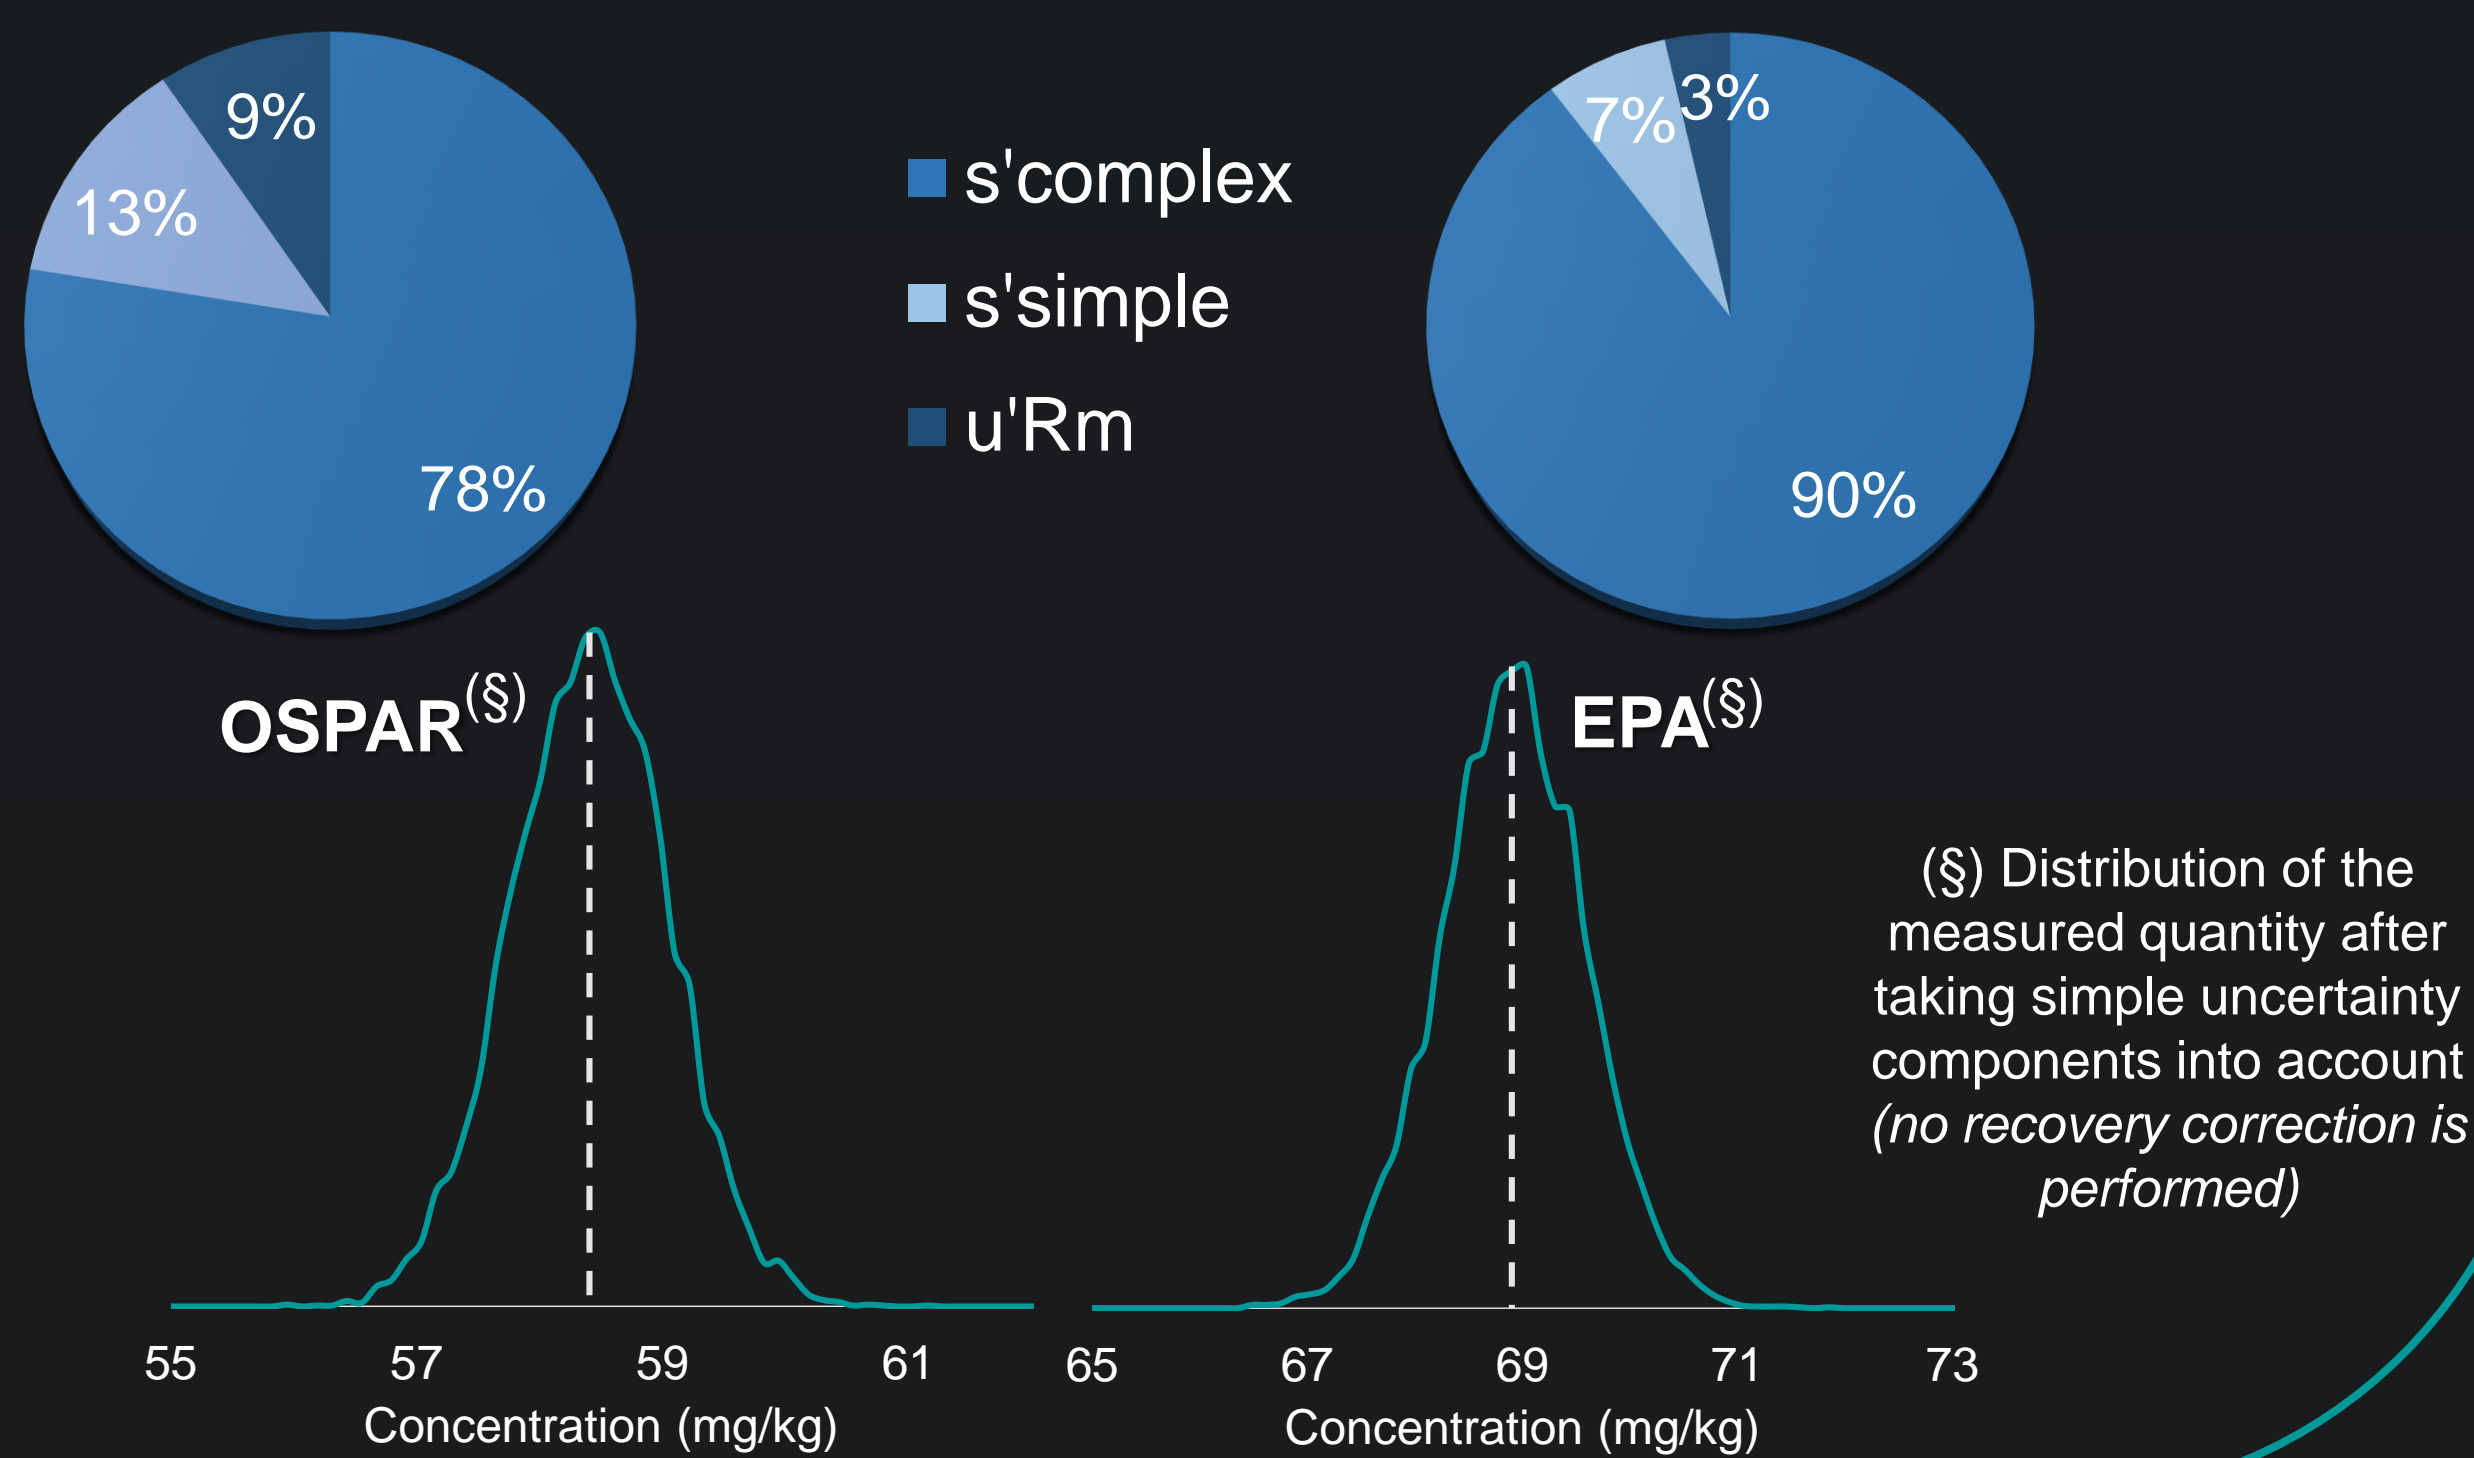 9%
13%
78%
s'complex
s'simple
u'Rm
7%
3%
90%
OSPAR(§)
EPA(§)
(§) Distribution of the
measured quantity after
taking simple uncertainty
components into account
(no recovery correction is
performed)
55 57 59 61
Concentration (mg/kg)
65 67 69 71 73
Concentration (mg/kg)